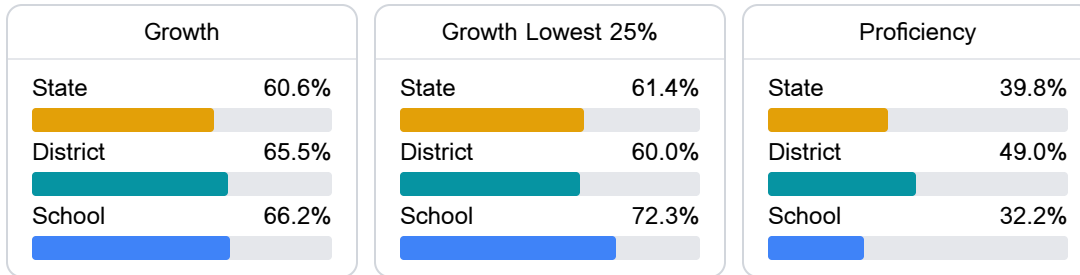 Growth
State 60.6%
District 65.5%
School 66.2%
Growth Lowest 25%
State 61.4%
District 60.0%
School 72.3%
Proficiency
State 39.8%
District 49.0%
School 32.2%